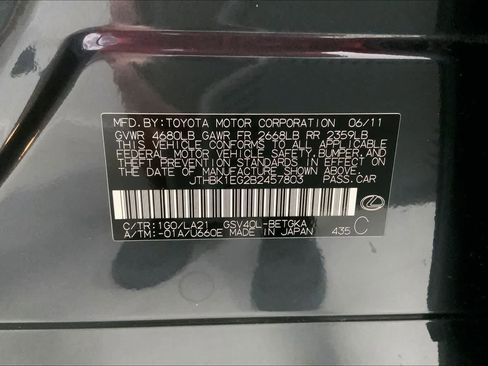 MFD.BY:TOYOTA MOTOR CORPORATION 06/11
GVWR 4680LB GAWR FR 2668LB RR 2359LB
THIS VEHICLE CONFORMS TO ALL APPLICABLE
FEDERAL MOTOR VEHICLE SAFETY, BUMPER, AND
THEFT PREVENTION STANDARDS IN EFFECT ON
THE DATE OF MANUFACTURE SHOWN ABOVE.
JTHBK1EG2B2457803 PASS.CAR
C/TR:1G0/LA21 GSV40L-BETGKA
A/TM:-01A/U660E MADE IN JAPAN 435 C